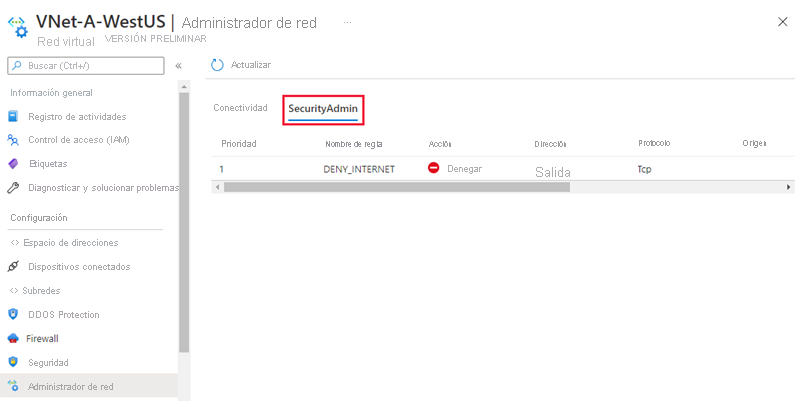 VNet-A-WestUS | Administrador de red ...
Red virtual VERSIÓN PRELIMINAR
Buscar (Ctrl+/) «
Actualizar
Información general
Registro de actividades
Control de acceso (IAM)
Etiquetas
Diagnosticar y solucionar problemas
Configuración
<> Espacio de direcciones
Dispositivos conectados
<> Subredes
DDOS Protection
Firewall
Seguridad
Administrador de red
Conectividad SecurityAdmin
Prioridad Nombre de regla Acción Dirección Protocolo Origen
1 DENY_INTERNET Denegar Salida Tcp